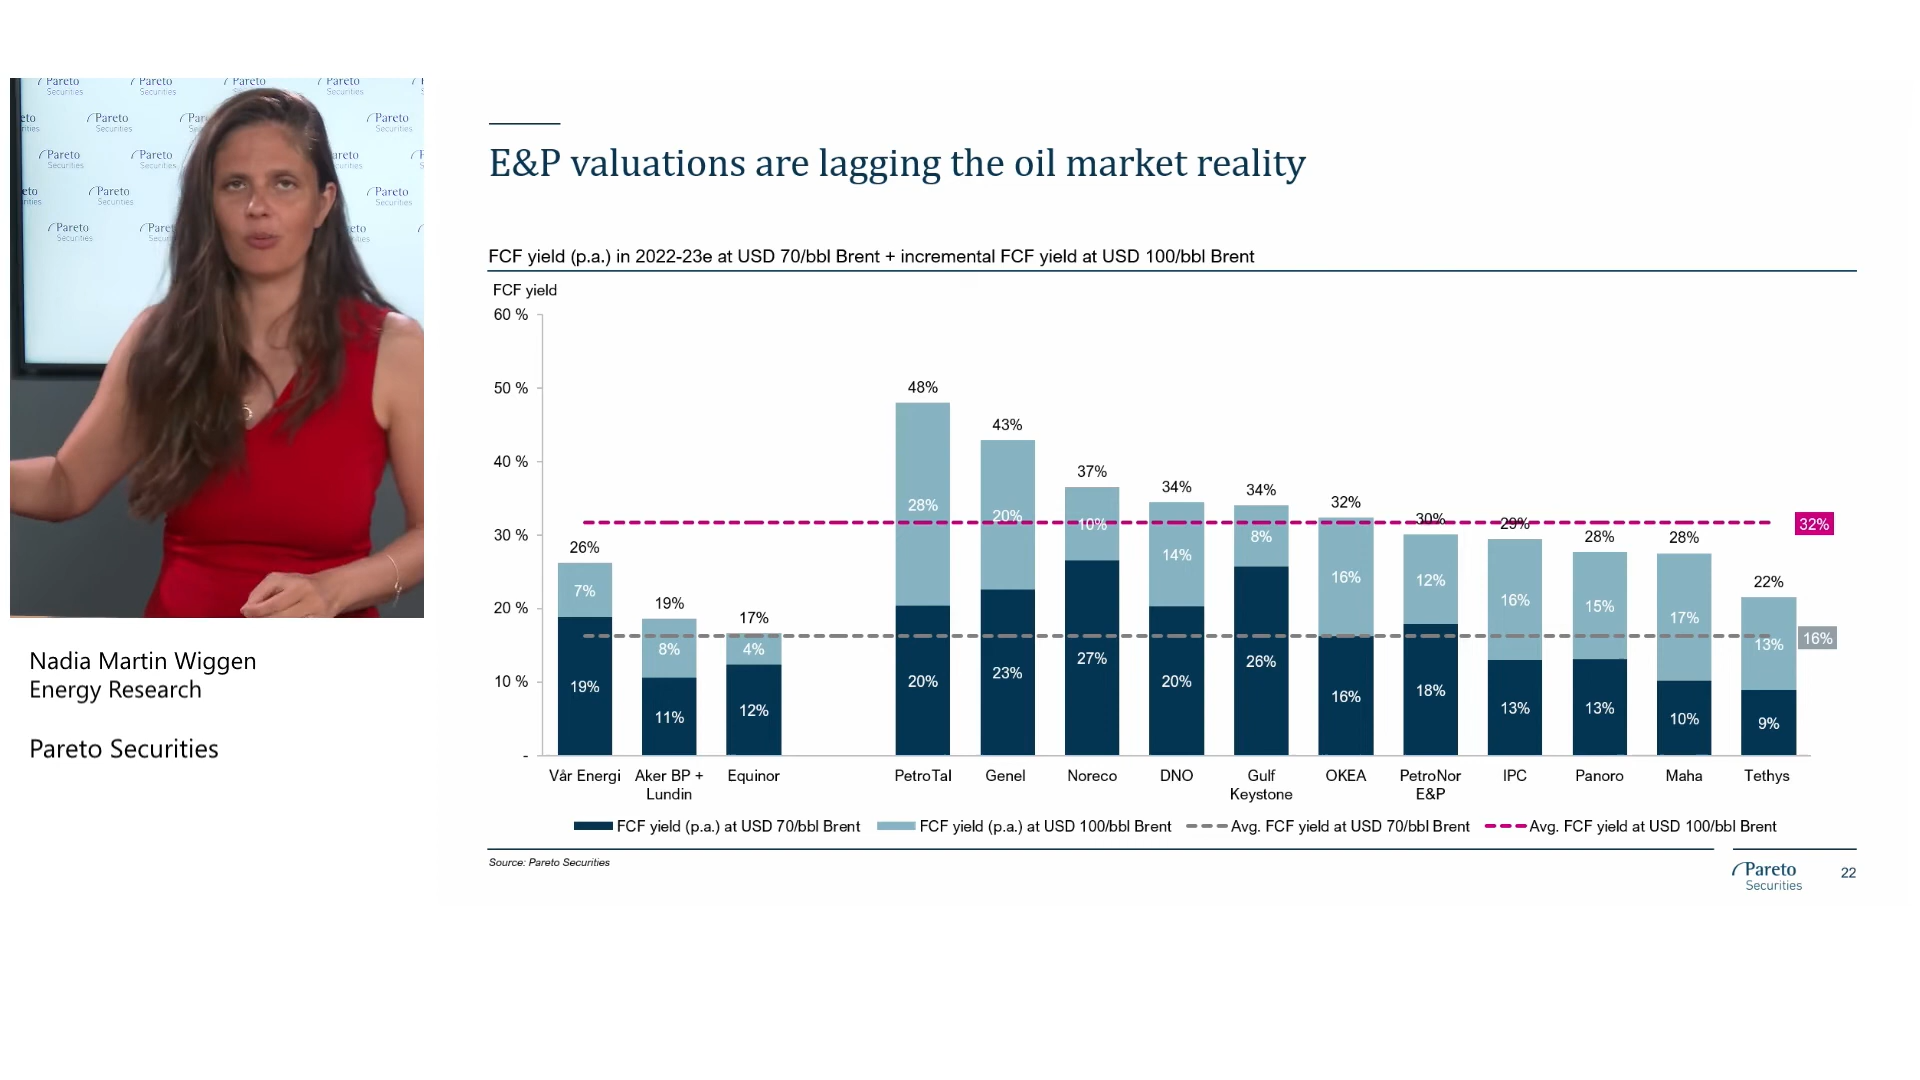 Pareto
Securities
Nadia Martin Wiggen
Energy Research
Pareto Securities
E&P valuations are lagging the oil market reality
FCF yield (p.a.) in 2022-23e at USD 70/bbl Brent + incremental FCF yield at USD 100/bbl Brent
FCF yield
60 %
50 %
40 %
30 %
20 %
10 %
-
26% 19% 17% 48% 43% 37% 34% 34% 32% 30% 29% 28% 28% 22%
7% 8% 4% 28% 20% 10% 14% 8% 16% 12% 16% 15% 17% 13%
19% 11% 12% 20% 23% 27% 20% 26% 16% 18% 13% 13% 10% 9%
32%
16%
Vår Energi Aker BP + Equinor PetroTal Genel Noreco DNO Gulf OKEA PetroNor IPC Panoro Maha Tethys
Lundin Keystone E&P
FCF yield (p.a.) at USD 70/bbl Brent FCF yield (p.a.) at USD 100/bbl Brent Avg. FCF yield at USD 70/bbl Brent Avg. FCF yield at USD 100/bbl Brent
Source: Pareto Securities
Pareto
Securities
22